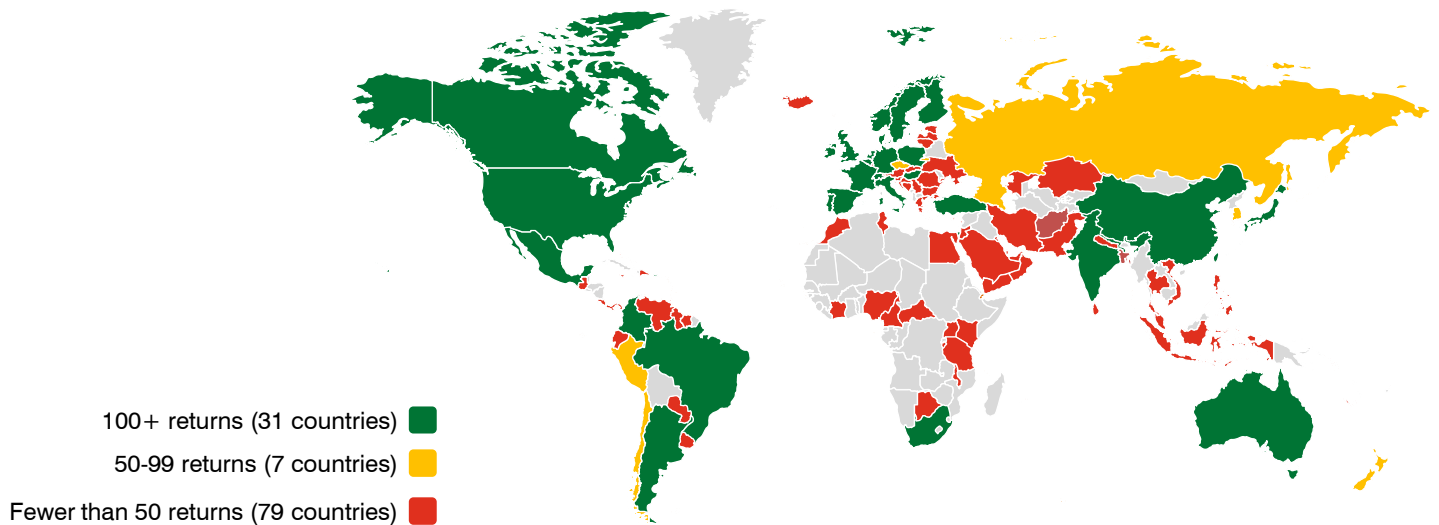 100+ returns (31 countries)
50-99 returns (7 countries)
Fewer than 50 returns (79 countries)